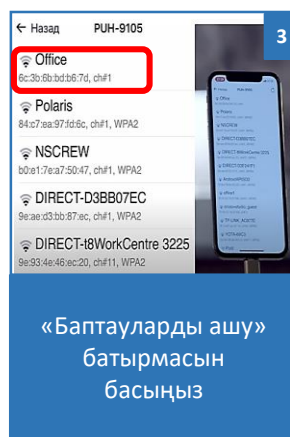 ← Назад PUH-9105
3
Office
6c:3b:6b:bd:b6:7d, ch#1
Polaris
84:c7:ea:97:fd:6c, ch#1, WPA2
NSCREW
b0:e1:7e:a7:50:47, ch#1, WPA2
DIRECT-D3BB07EC
9e:ae:d3:bb:87:ec, ch#1, WPA2
DIRECT-t8WorkCentre 3225
9e:93:4e:46:ec:20, ch#11, WPA2
«Баптауларды ашу»
батырмасын
басыңыз